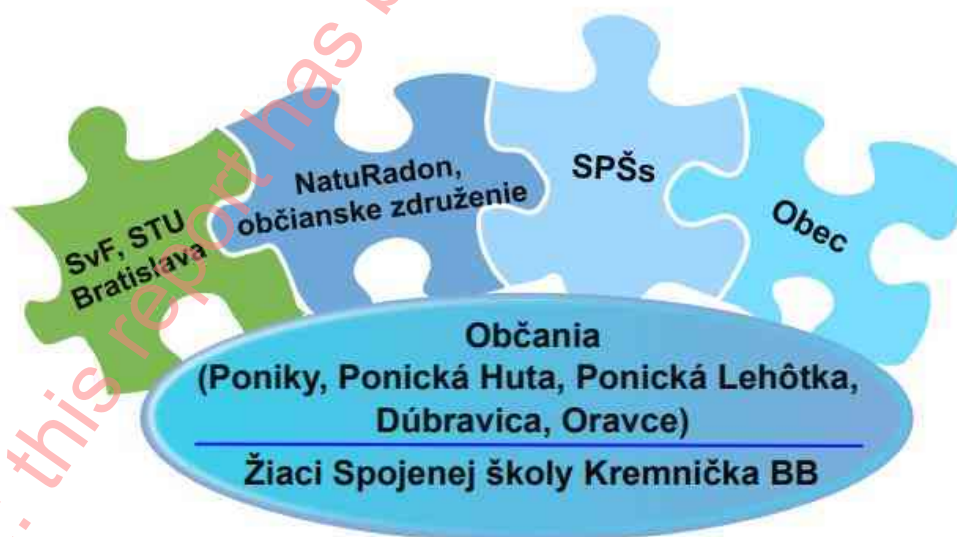 SvF, STU
Bratislava
NatuRadon,
občianske združenie
SPŠs
Obec
Občania
(Poniky, Ponická Huta, Ponická Lehôtka,
Dúbravica, Oravce)
Žiaci Spojenej školy Kremnička BB
. this report has b